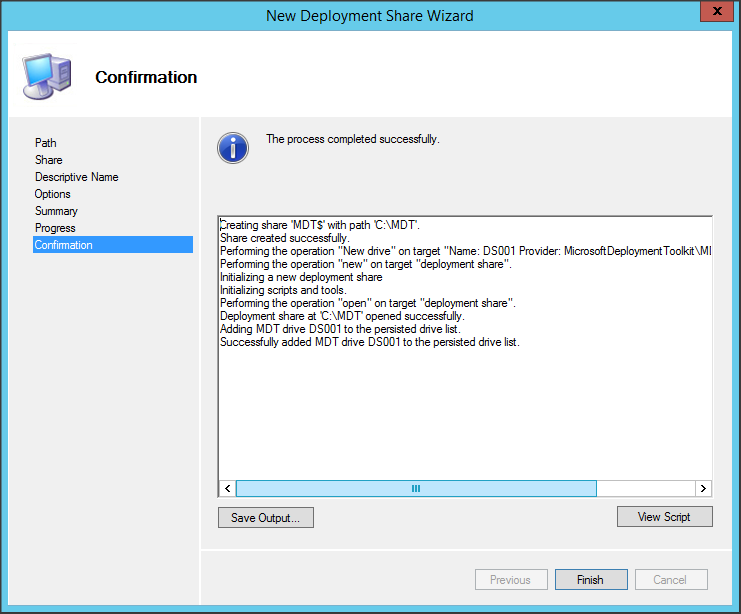 New Deployment Share Wizard
x
Confirmation
Path
Share
Descriptive Name
Options
Summary
Progress
Confirmation
The process completed successfully.
Creating share 'MDT$' with path 'C:\MDT'.
Share created successfully.
Performing the operation "New drive" on target "Name: DS001 Provider: MicrosoftDeploymentToolkit\MI
Performing the operation "new" on target "deployment share".
Initializing a new deployment share
Initializing scripts and tools.
Performing the operation "open" on target "deployment share".
Deployment share at 'C:\MDT' opened successfully.
Adding MDT drive DS001 to the persisted drive list.
Successfully added MDT drive DS001 to the persisted drive list.
Save Output...
View Script
Previous
Finish
Cancel